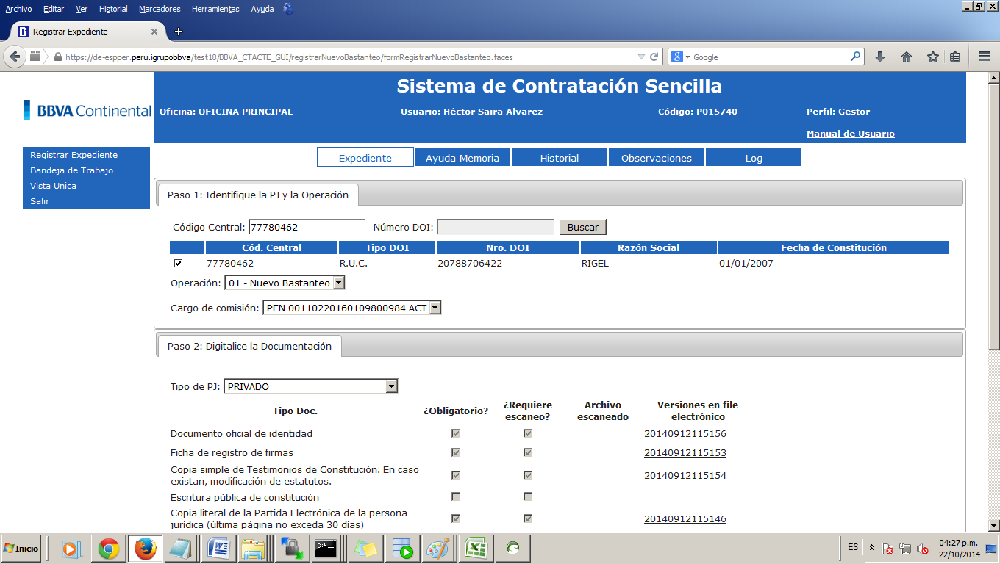 Archivo Editar Ver Historial Marcadores Herramientas Ayuda
Registrar Expediente
https://de-espper.peru.igrupobbva/test18/BBVA_CTACTE_GUI/registrarNuevoBastanteo/formRegistrarNuevoBastanteo.faces
Google
BBVA Continental
Sistema de Contratación Sencilla
Oficina: OFICINA PRINCIPAL Usuario: Héctor Saira Alvarez Código: P015740 Perfil: Gestor
Manual de Usuario
Registrar Expediente
Bandeja de Trabajo
Vista Unica
Salir
Expediente Ayuda Memoria Historial Observaciones Log
Paso 1: Identifique la PJ y la Operación
Código Central: 77780462 Número DOI: Buscar
Cód. Central Tipo DOI Nro. DOI Razón Social Fecha de Constitución
77780462 R.U.C. 20788706422 RIGEL 01/01/2007
Operación: 01 - Nuevo Bastanteo
Cargo de comisión: PEN 00110220160109800984 ACT
Paso 2: Digitalice la Documentación
Tipo de PJ: PRIVADO
Tipo Doc. ¿Obligatorio? ¿Requiere escaneo? Archivo escaneado Versiones en file electrónico
Documento oficial de identidad 20140912115156
Ficha de registro de firmas 20140912115153
Copia simple de Testimonios de Constitución. En caso
existan, modificación de estatutos. 20140912115154
Escritura pública de constitución
Copia literal de la Partida Electrónica de la persona
jurídica (última página no exceda 30 días) 20140912115146
Inicio ES 04:27 p.m.
22/10/2014